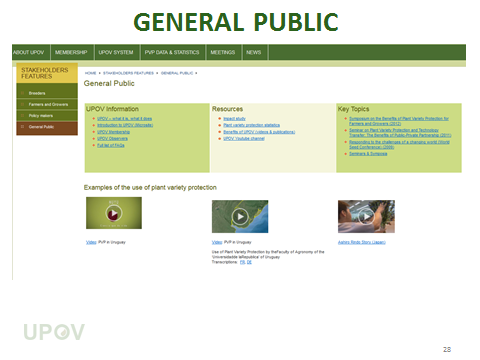 GENERAL PUBLIC
ABOUT UPOV MEMBERSHIP UPOV SYSTEM PVP DATA & STATISTICS MEETINGS NEWS
STAKEHOLDERS
FEATURES
Breeders
Farmers and Growers
Policy makers
General Public
HOME STAKEHOLDERS FEATURES GENERAL PUBLIC
General Public
UPOV Information
UPOV – what it is, what it does
Introduction to UPOV (Worldwide)
UPOV Membership
UPOV Observers
Full list of FAQs
Resources
Impact study
Plant variety protection statistics
Benefits of UPOV (videos & publications)
UPOV Youtube channel
Key Topics
Symposium on the Benefits of Plant Variety Protection for
Farmers and Growers (2012)
Seminar on Plant Variety Protection and Technology
Transfer: The Benefits of Public-Private Partnership (2011)
Responding to the challenges of a changing world (World
Seed Conference) (2009)
Seminars & Symposia
Examples of the use of plant variety protection
Video: PVP in Uruguay
Video: PVP in Uruguay
Use of Plant Variety Protection by the Faculty of Agronomy of the
Universidad de la República of Uruguay
Transcriptions: FR, DE
Ashiro Rindo Story (Japan)
UPOV
28